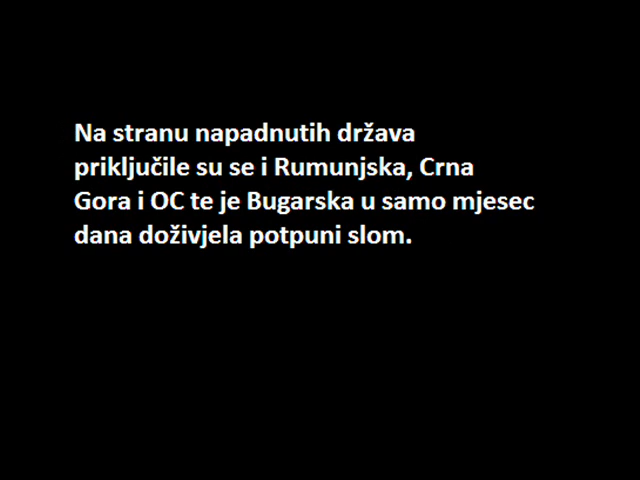 Na stranu napadnutih država
priključile su se i Rumunjska, Crna
Gora i OC te je Bugarska u samo mjesec
dana doživjela potpuni slom.